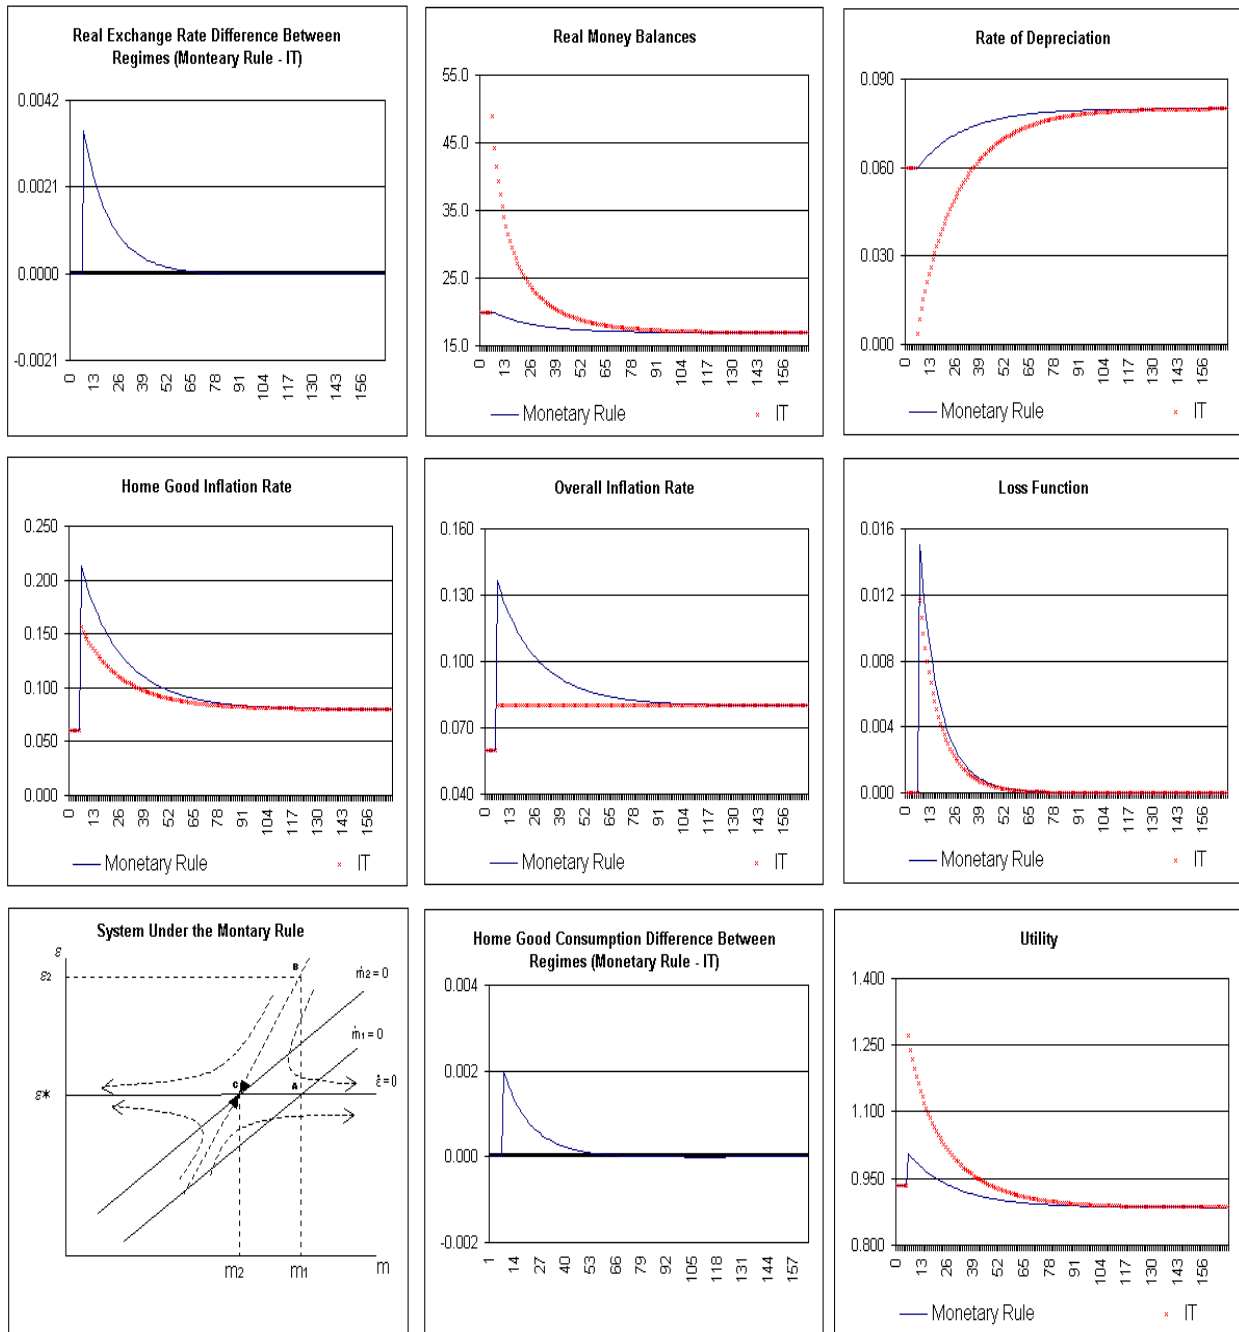 Real Exchange Rate Difference Between
Regimes (Monteary Rule - IT)
0.0042
0.0021
0.0000
-0.0021
0 13 26 39 52 65 78 91 104 117 130 143 156
Real Money Balances
55.0
45.0
35.0
25.0
15.0
0 13 26 39 52 65 78 91 104 117 130 143 156
Monetary Rule × IT
Rate of Depreciation
0.090
0.060
0.030
0.000
0 13 26 39 52 65 78 91 104 117 130 143 156
Monetary Rule × IT
Home Good Inflation Rate
0.250
0.200
0.150
0.100
0.050
0.000
0 13 26 39 52 65 78 91 104 117 130 143 156
Monetary Rule × IT
Overall Inflation Rate
0.160
0.130
0.100
0.070
0.040
0 13 26 39 52 65 78 91 104 117 130 143 156
Monetary Rule × IT
Loss Function
0.016
0.012
0.008
0.004
0.000
0 13 26 39 52 65 78 91 104 117 130 143 156
Monetary Rule × IT
System Under the Montary Rule
ε
ε2
B
ṁ2 = 0
ṁ1 = 0
C
A
ε̇=0
ε*
m2 m1 m
Home Good Consumption Difference Between
Regimes (Monetary Rule - IT)
0.004
0.002
0.000
-0.002
1 14 27 40 53 66 79 92 105 118 131 144 157
Utility
1.400
1.250
1.100
0.950
0.800
0 13 26 39 52 65 78 91 104 117 130 143 156
Monetary Rule × IT